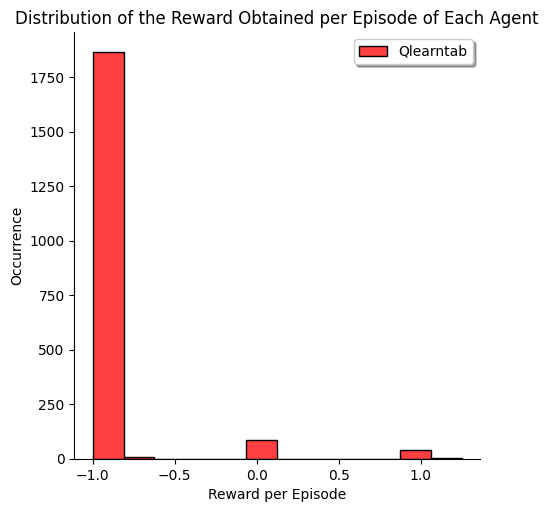 Distribution of the Reward Obtained per Episode of Each Agent
Qlearntab
Occurrence
1750
1500
1250
1000
750
500
250
0
−1.0 −0.5 0.0 0.5 1.0
Reward per Episode